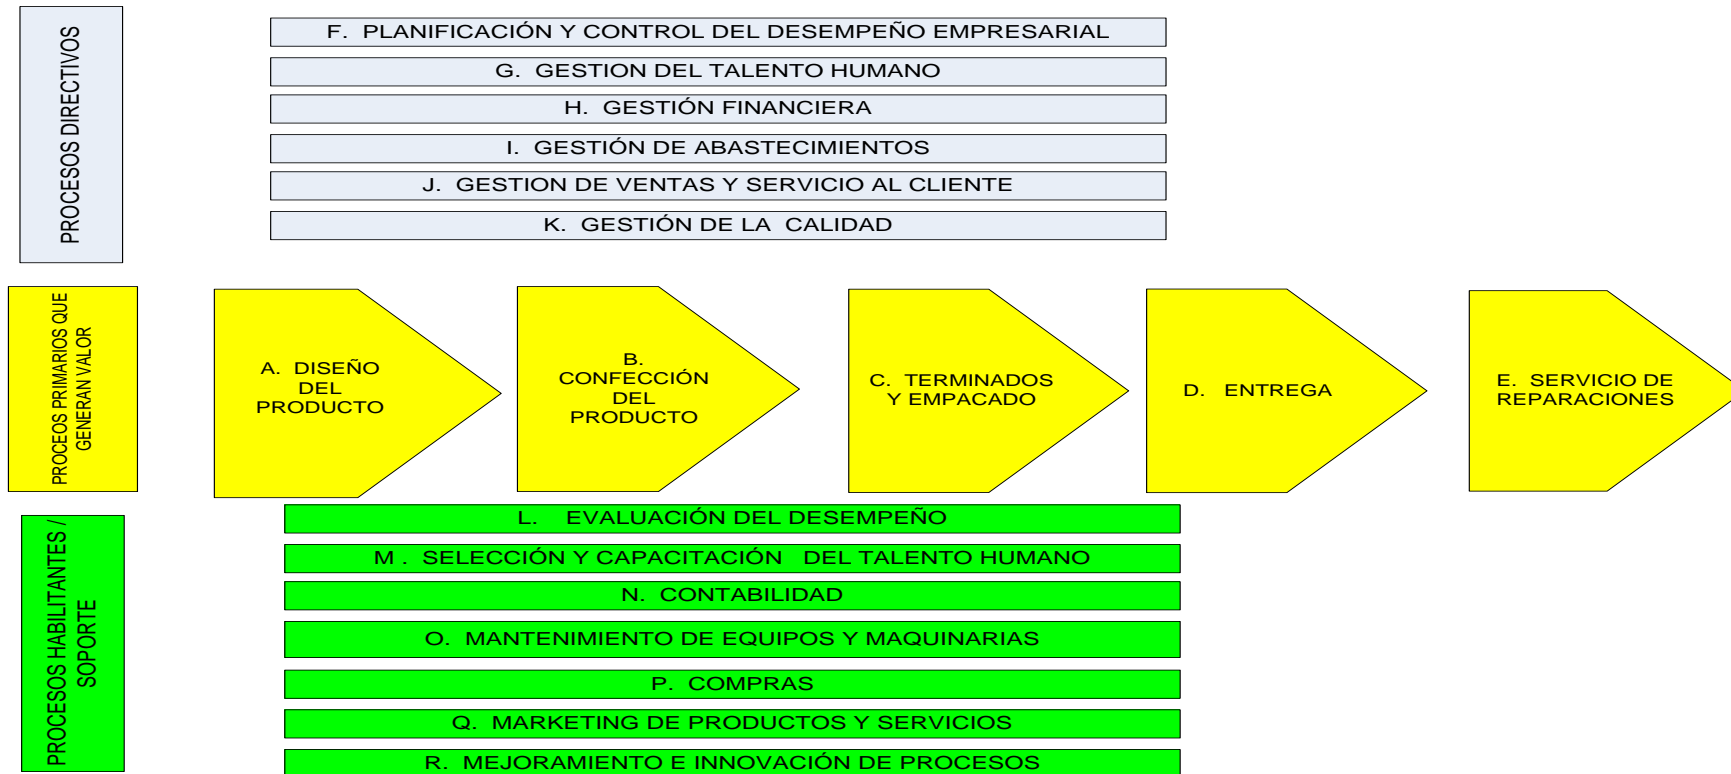 PROCESOS DIRECTIVOS
F. PLANIFICACIÓN Y CONTROL DEL DESEMPEÑO EMPRESARIAL
G. GESTION DEL TALENTO HUMANO
H. GESTIÓN FINANCIERA
I. GESTIÓN DE ABASTECIMIENTOS
J. GESTION DE VENTAS Y SERVICIO AL CLIENTE
K. GESTIÓN DE LA CALIDAD
PROCEOS PRIMARIOS QUE
GENERAN VALOR
A. DISEÑO
DEL
PRODUCTO
B.
CONFECCIÓN
DEL
PRODUCTO
C. TERMINADOS
Y EMPACADO
D. ENTREGA
E. SERVICIO DE
REPARACIONES
PROCESOS HABILITANTES /
SOPORTE
L. EVALUACIÓN DEL DESEMPEÑO
M . SELECCIÓN Y CAPACITACIÓN DEL TALENTO HUMANO
N. CONTABILIDAD
O. MANTENIMIENTO DE EQUIPOS Y MAQUINARIAS
P. COMPRAS
Q. MARKETING DE PRODUCTOS Y SERVICIOS
R. MEJORAMIENTO E INNOVACIÓN DE PROCESOS